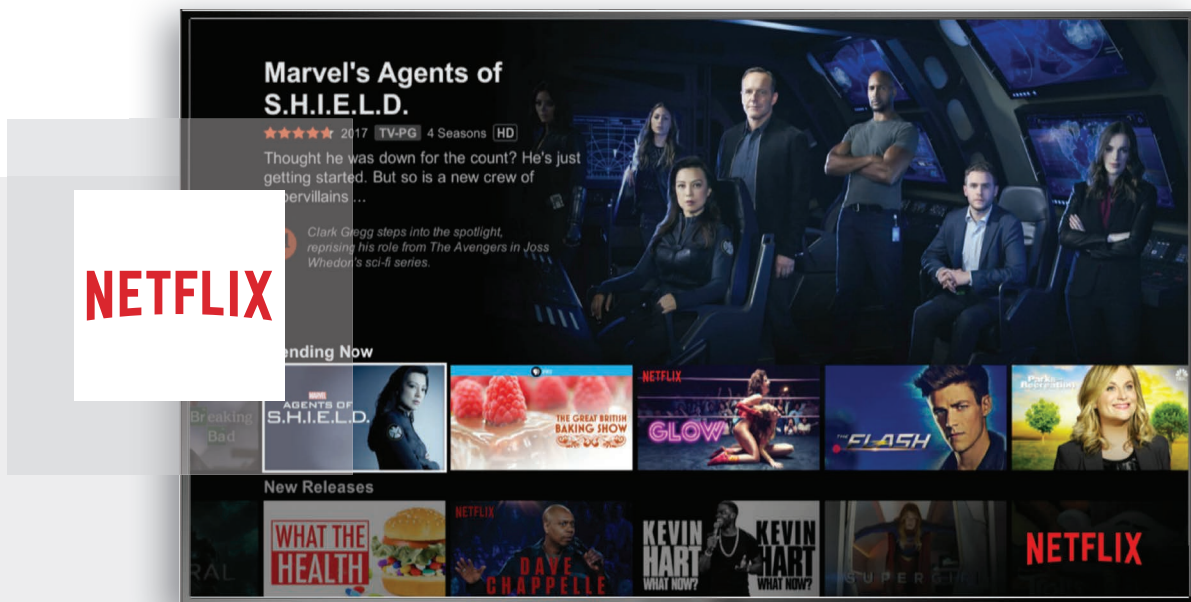 Marvel's Agents of
S.H.I.E.L.D.
2017 TV-PG 4 Seasons HD
Thought he was down for the count? He's just
getting started. But so is a new crew of
pervillains ...
Clark Gregg steps into the spotlight,
reprising his role from The Avengers in Joss
Whedon's sci-fi series.
NETFLIX
ending Now
Breaking
Bad
MARVEL
AGENTS OF
S.H.I.E.L.D.
PBS
THE GREAT BRITISH
BAKING SHOW
NETFLIX
GLOW
THE FLASH
Parks
Recreation
New Releases
RAL
WHAT THE
HEALTH
NETFLIX
DAVE
CHAPPELLE
KEVIN
HART
WHAT NOW?
KEVIN
HART
WHAT NOW?
SUPERGI
NETFLIX